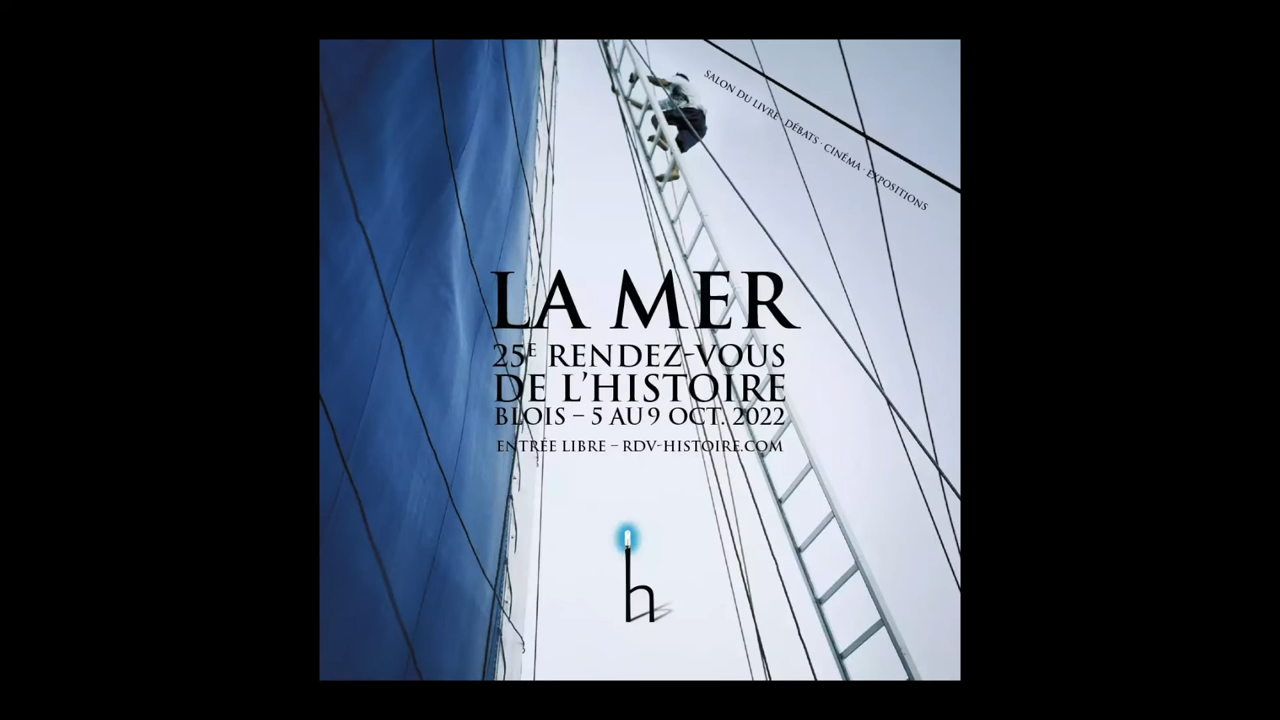 SALON DU LIVRE · DÉBATS · CINÉMA · EXPOSITIONS
LA MER
25E RENDEZ-VOUS
DE L'HISTOIRE
BLOIS – 5 AU 9 OCT. 2022
ENTRÉE LIBRE – RDV-HISTOIRE.COM
h